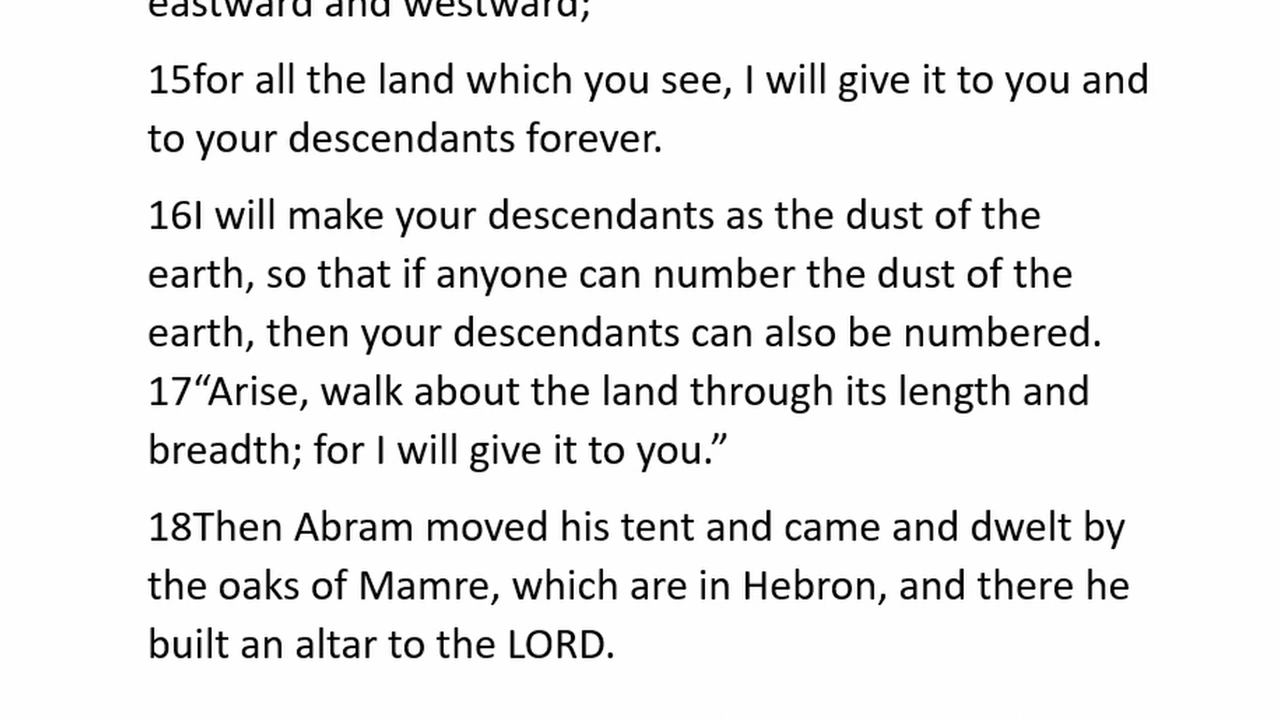 eastward and westward;
15for all the land which you see, I will give it to you and
to your descendants forever.
16I will make your descendants as the dust of the
earth, so that if anyone can number the dust of the
earth, then your descendants can also be numbered.
17“Arise, walk about the land through its length and
breadth; for I will give it to you.”
18Then Abram moved his tent and came and dwelt by
the oaks of Mamre, which are in Hebron, and there he
built an altar to the LORD.